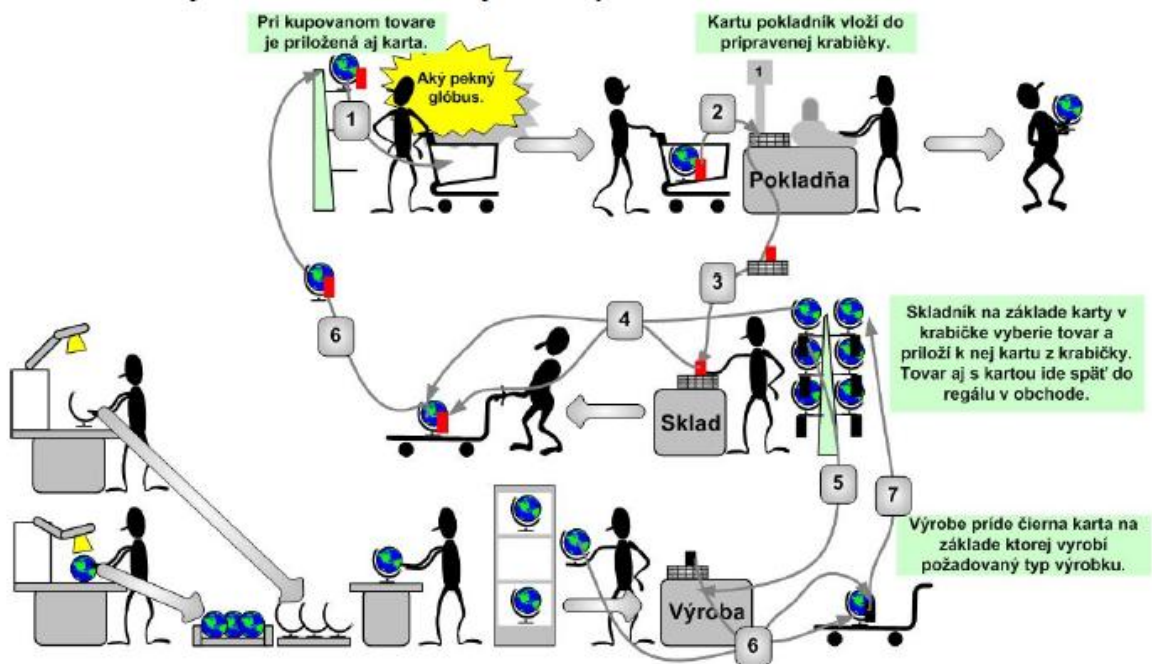 Pri kupovanom tovare
je priložená aj karta.
Kartu pokladník vloží do
pripravenej krabièky.
Aký pekný
glóbus.
1
1
2
Pokladňa
3
4
6
Skladník na základe karty v
krabičke vyberie tovar a
priloží k nej kartu z krabičky.
Tovar aj s kartou ide späť do
regálu v obchode.
Sklad
5
7
Výrobe príde čierna karta na
základe ktorej vyrobí
požadovaný typ výrobku.
Výroba
6